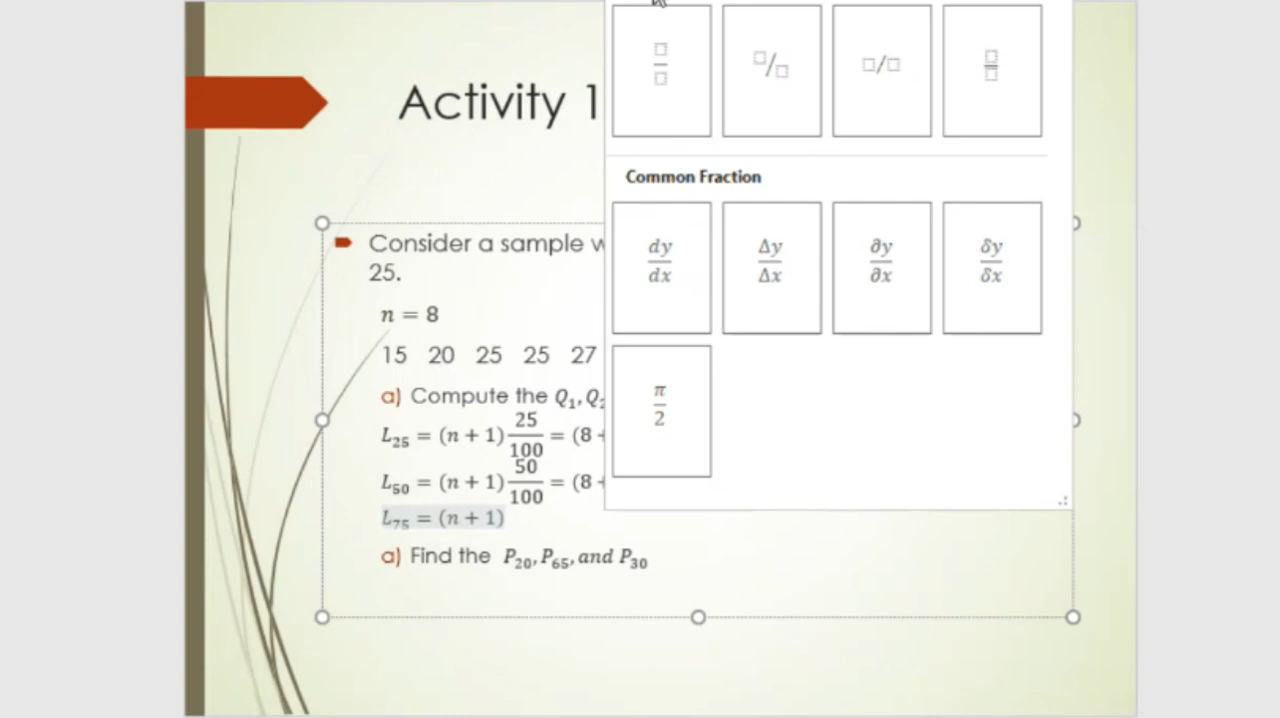 Activity 1
Consider a sample w
25.
n = 8
15 20 25 25 27
a) Compute the Q₁, Q₂
L₂₅ = (n + 1) 25/100 = (8 +
L₅₀ = (n + 1) 50/100 = (8 +
L₇₅ = (n + 1)
a) Find the P₂₀, P₆₅, and P₃₀
□/□ □/□ □/□ □/□
Common Fraction
dy/dx Δy/Δx ∂y/∂x δy/δx
π/2